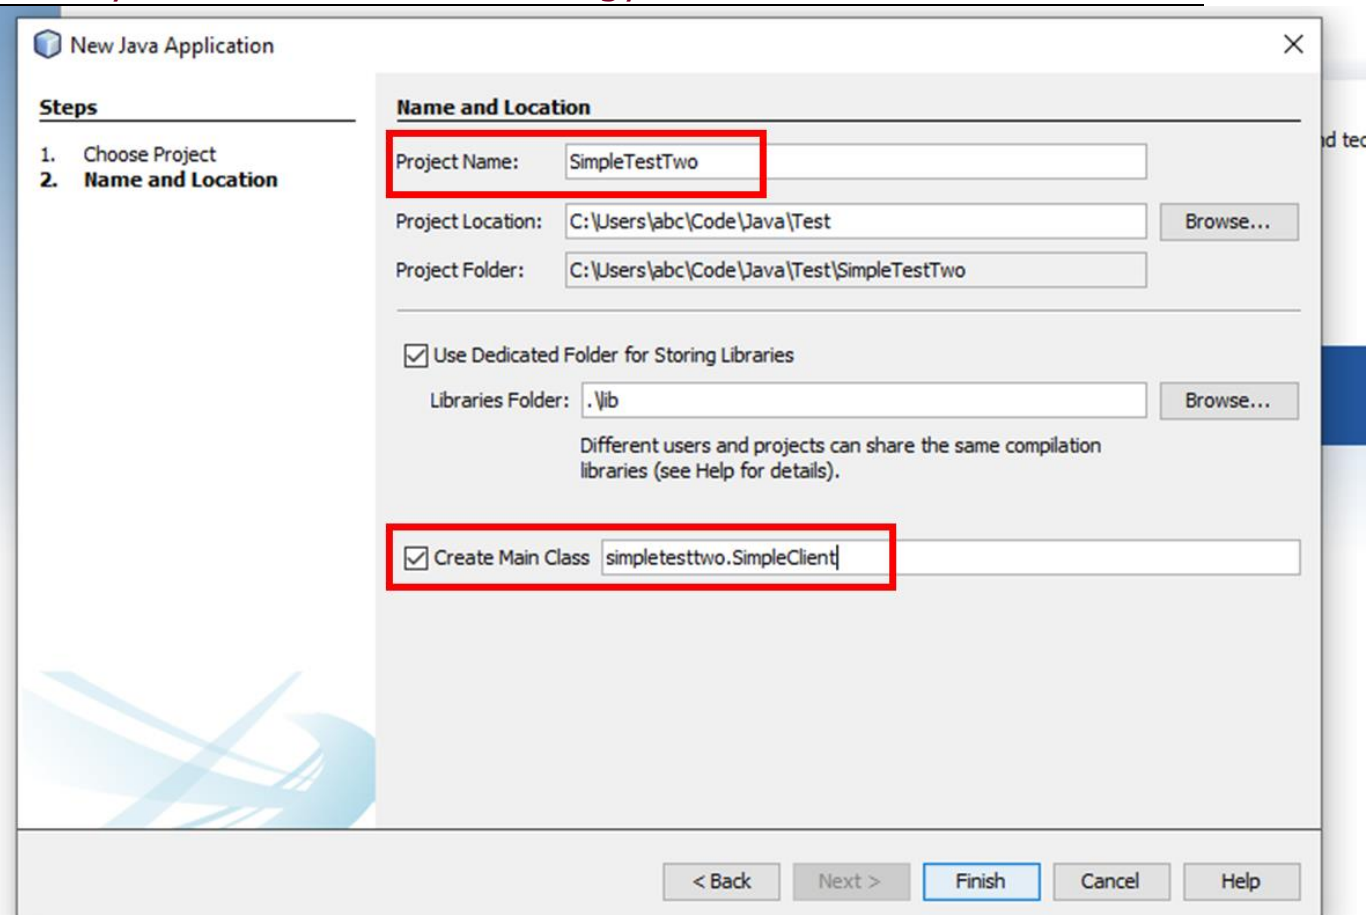 New Java Application
Steps
1. Choose Project
2. Name and Location
Name and Location
Project Name: SimpleTestTwo
Project Location: C:\Users\abc\Code\Java\Test Browse...
Project Folder: C:\Users\abc\Code\Java\Test\SimpleTestTwo
Use Dedicated Folder for Storing Libraries
Libraries Folder: .\lib Browse...
Different users and projects can share the same compilation
libraries (see Help for details).
Create Main Class simpletesttwo.SimpleClient
< Back Next > Finish Cancel Help